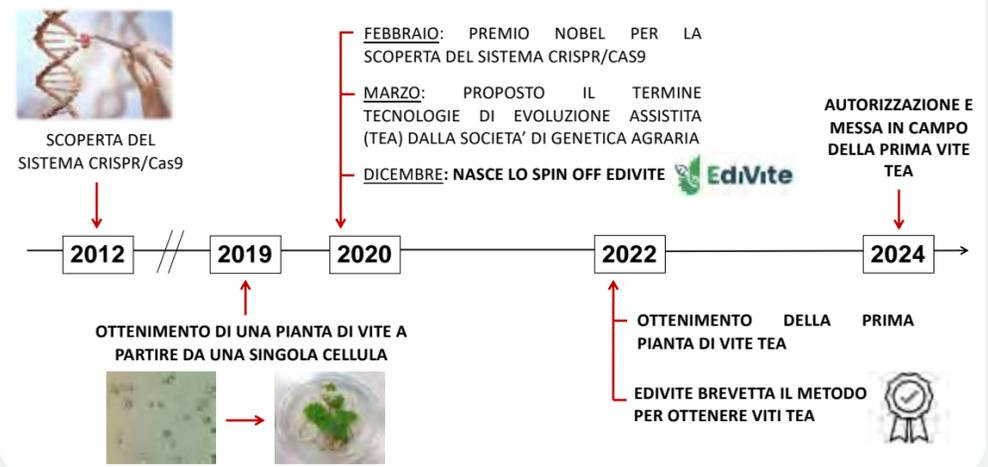 FEBBRAIO: PREMIO NOBEL PER LA
SCOPERTA DEL SISTEMA CRISPR/CAS9
MARZO: PROPOSTO IL TERMINE
TECNOLOGIE DI EVOLUZIONE ASSISTITA
(TEA) DALLA SOCIETA' DI GENETICA AGRARIA
DICEMBRE: NASCE LO SPIN OFF EDIVITE
EdiVite
AUTORIZZAZIONE E
MESSA IN CAMPO
DELLA PRIMA VITE
TEA
SCOPERTA DEL
SISTEMA CRISPR/Cas9
2012
2019
2020
2022
2024
OTTENIMENTO DI UNA PIANTA DI VITE A
PARTIRE DA UNA SINGOLA CELLULA
OTTENIMENTO DELLA PRIMA
PIANTA DI VITE TEA
EDIVITE BREVETTA IL METODO
PER OTTENERE VITI TEA